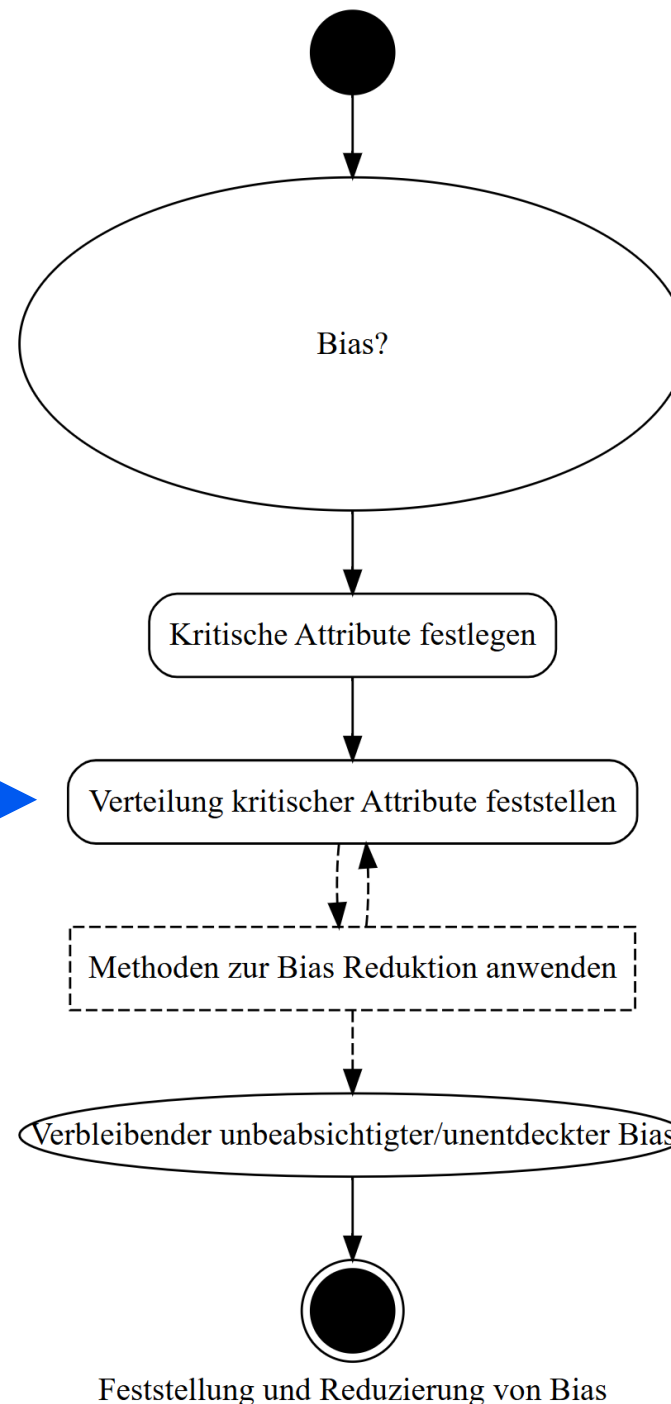 Bias?
Kritische Attribute festlegen
Verteilung kritischer Attribute feststellen
Methoden zur Bias Reduktion anwenden
Verbleibender unbeabsichtigter/unentdeckter Bias
Feststellung und Reduzierung von Bias